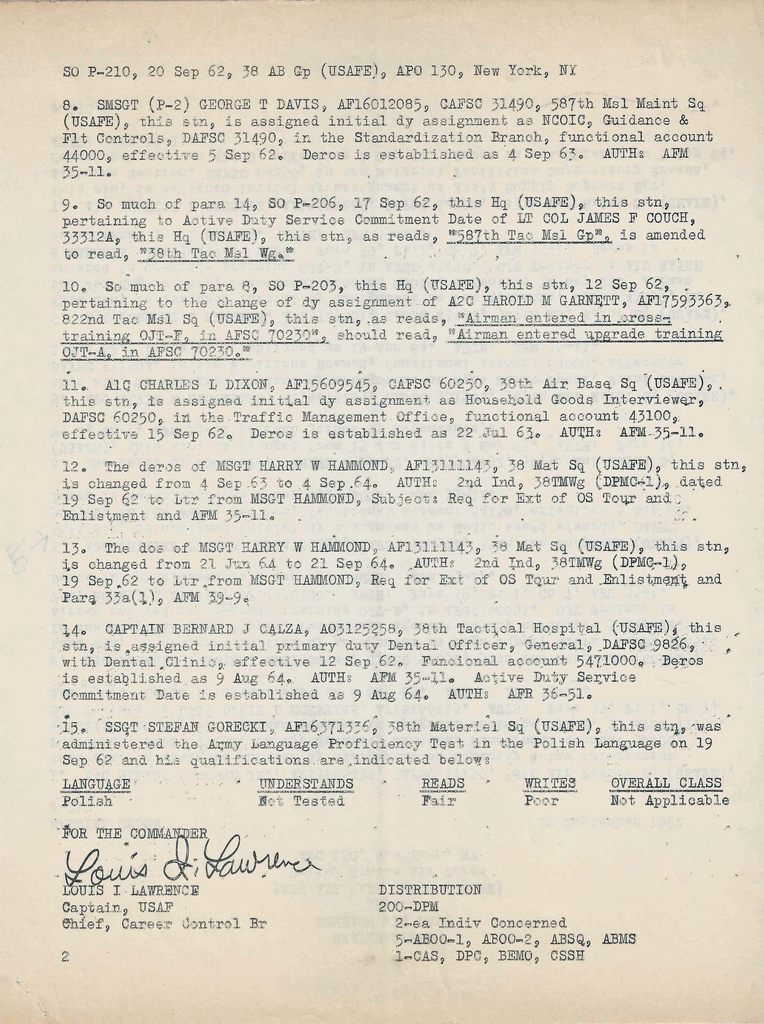 SO P-210, 20 Sep 62, 38 AB Gp (USAFE), APO 130, New York, NY
8. SMSGT (P-2) GEORGE T DAVIS, AF16012085, CAFSC 31490, 587th Msl Maint Sq
(USAFE), this stn, is assigned initial dy assignment as NCOIC, Guidance &
Flt Controls, DAFSC 31490, in the Standardization Branch, functional account
44000, effective 5 Sep 62. Deros is established as 4 Sep 63. AUTH: AFM
35-11.
9. So much of para 14, SO P-206, 17 Sep 62, this Hq (USAFE), this stn,
pertaining to Active Duty Service Commitment Date of LT COL JAMES F COUCH,
33312A, this Hq (USAFE), this stn, as reads, "587th Tac Msl Gp", is amended
to read, "38th Tac Msl Wg."
10. So much of para 8, SO P-203, this Hq (USAFE), this stn, 12 Sep 62,
pertaining to the change of dy assignment of A2C HAROLD M GARNETT, AF17593363,
822nd Tac Msl Sq (USAFE), this stn, as reads, "Airman entered in cross-
training OJT-F, in AFSC 70230", should read, "Airman entered upgrade training
OJT-A, in AFSC 70230."
11. A1C CHARLES L DIXON, AF15609545, CAFSC 60250, 38th Air Base Sq (USAFE),
this stn, is assigned initial dy assignment as Household Goods Interviewer,
DAFSC 60250, in the Traffic Management Office, functional account 43100,
effective 15 Sep 62. Deros is established as 22 Jul 63. AUTH: AFM 35-11.
12. The deros of MSGT HARRY W HAMMOND, AF13111143, 38 Mat Sq (USAFE), this stn,
is changed from 4 Sep 63 to 4 Sep 64. AUTH: 2nd Ind, 38TMWg (DPMC-1), dated
19 Sep 62 to Ltr from MSGT HAMMOND, Subject: Req for Ext of OS Tour and
Enlistment and AFM 35-11.
13. The dos of MSGT HARRY W HAMMOND, AF13111143, 38 Mat Sq (USAFE), this stn,
is changed from 21 Jun 64 to 21 Sep 64. AUTH: 2nd Ind, 38TMWg (DPMC-1),
19 Sep 62 to Ltr from MSGT HAMMOND, Req for Ext of OS Tour and Enlistment and
Para 33a(1), AFM 39-9.
14. CAPTAIN BERNARD J CALZA, AO3125258, 38th Tactical Hospital (USAFE), this
stn, is assigned initial primary duty Dental Officer, General, DAFSC 9826,
with Dental Clinic, effective 12 Sep 62. Funcional account 5471000. Deros
is established as 9 Aug 64. AUTH: AFM 35-11. Active Duty Service
Commitment Date is established as 9 Aug 64. AUTH: AFR 36-51.
15. SSGT STEFAN GORECKI, AF16371336, 38th Materiel Sq (USAFE), this stn, was
administered the Army Language Proficiency Test in the Polish Language on 19
Sep 62 and his qualifications are indicated below:
LANGUAGE UNDERSTANDS READS WRITES OVERALL CLASS
Polish Not Tested Fair Poor Not Applicable
FOR THE COMMANDER
Louis I. Lawrence
LOUIS I LAWRENCE
Captain, USAF
Chief, Career Control Br
DISTRIBUTION
200-DPM
2-ea Indiv Concerned
5-ABOO-1, ABOO-2, ABSQ, ABMS
1-CAS, DPC, BEMO, CSSH
2